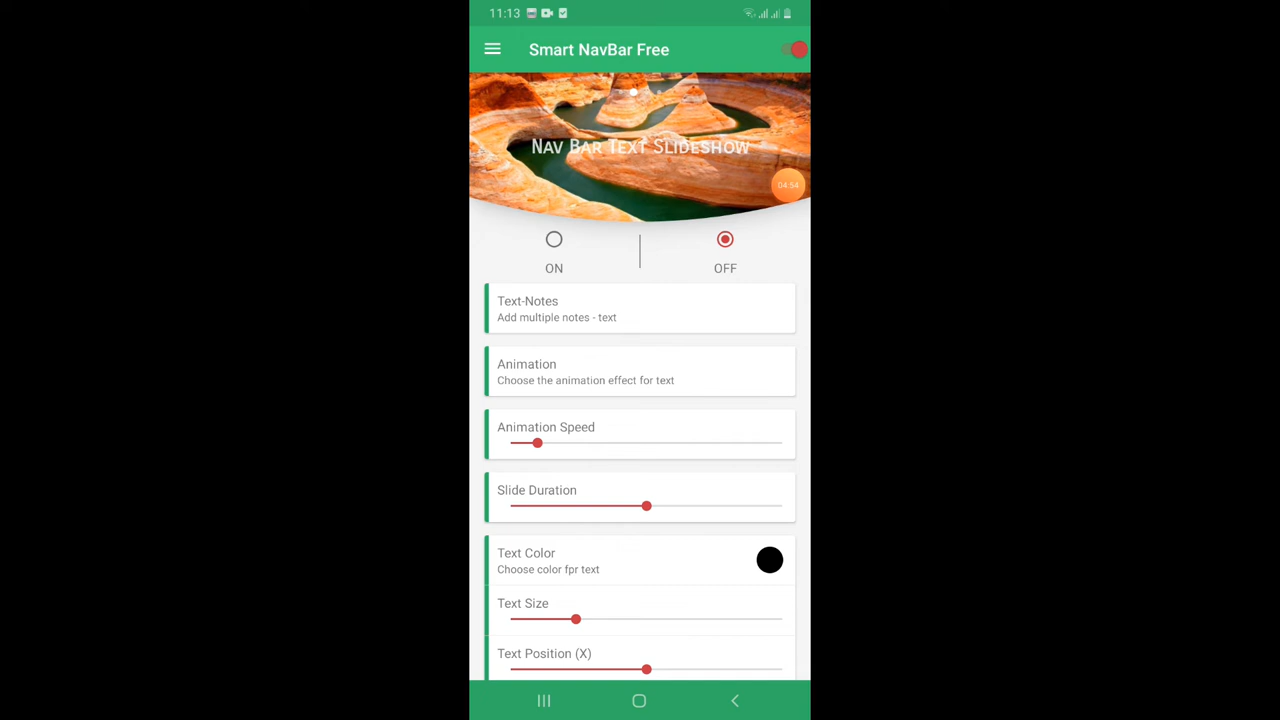 11:13
Smart NavBar Free
Nav Bar Text Slideshow
04:54
ON
OFF
Text-Notes
Add multiple notes - text
Animation
Choose the animation effect for text
Animation Speed
Slide Duration
Text Color
Choose color fpr text
Text Size
Text Position (X)